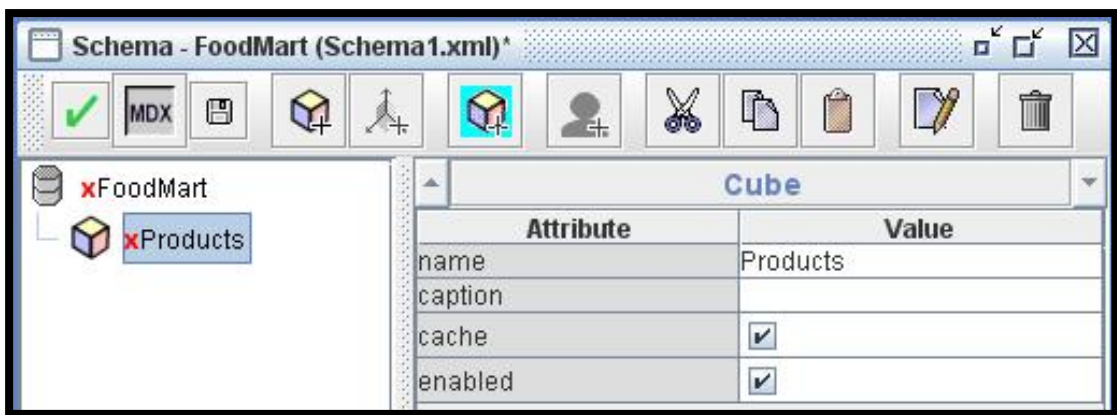 Schema - FoodMart (Schema1.xml)*
MDX
xFoodMart
xProducts
Cube
Attribute Value
name Products
caption
cache
enabled